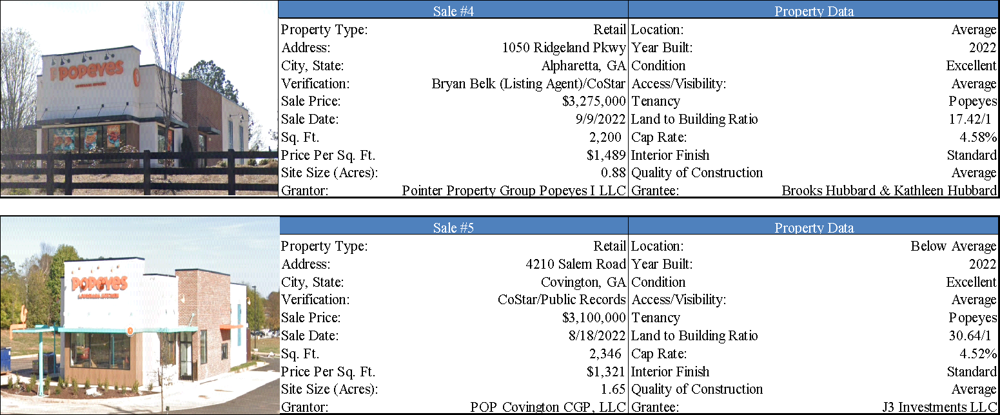 Sale #4 Property Data
POPEYES
LOUISIANA KITCHEN
Property Type: Retail Location: Average
Address: 1050 Ridgeland Pkwy Year Built: 2022
City, State: Alpharetta, GA Condition Excellent
Verification: Bryan Belk (Listing Agent)/CoStar Access/Visibility: Average
Sale Price: $3,275,000 Tenancy Popeyes
Sale Date: 9/9/2022 Land to Building Ratio 17.42/1
Sq. Ft. 2,200 Cap Rate: 4.58%
Price Per Sq. Ft. $1,489 Interior Finish Standard
Site Size (Acres): 0.88 Quality of Construction Average
Grantor: Pointer Property Group Popeyes I LLC Grantee: Brooks Hubbard & Kathleen Hubbard
Sale #5 Property Data
POPEYES
LOUISIANA KITCHEN
Property Type: Retail Location: Below Average
Address: 4210 Salem Road Year Built: 2022
City, State: Covington, GA Condition Excellent
Verification: CoStar/Public Records Access/Visibility: Average
Sale Price: $3,100,000 Tenancy Popeyes
Sale Date: 8/18/2022 Land to Building Ratio 30.64/1
Sq. Ft. 2,346 Cap Rate: 4.52%
Price Per Sq. Ft. $1,321 Interior Finish Standard
Site Size (Acres): 1.65 Quality of Construction Average
Grantor: POP Covington CGP, LLC Grantee: J3 Investments LLC